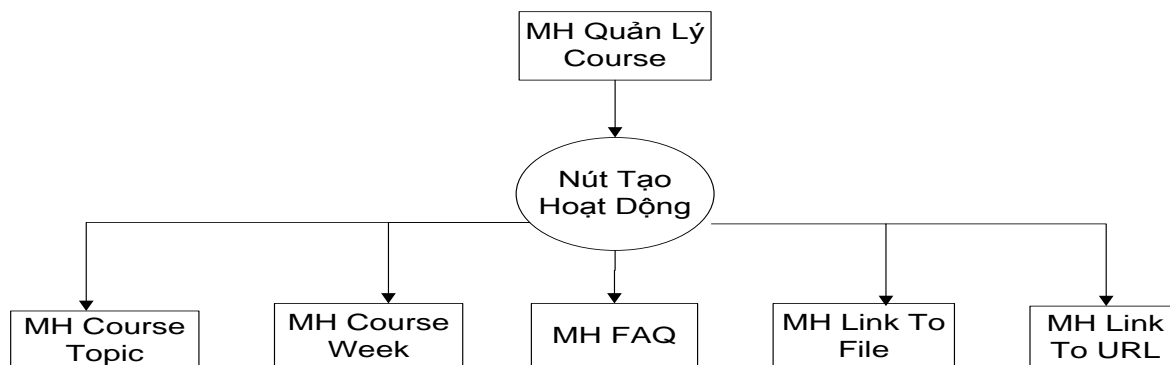 MH Quản Lý
Course
Nút Tạo
Hoạt Dộng
MH Course
Topic
MH Course
Week
MH FAQ
MH Link To
File
MH Link
To URL